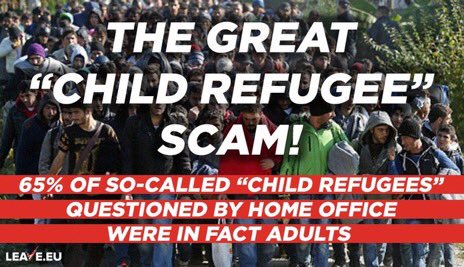 THE GREAT
"CHILD REFUGEE"
SCAM!
65% OF SO-CALLED "CHILD REFUGEES"
QUESTIONED BY HOME OFFICE
WERE IN FACT ADULTS
LEAVE.EU